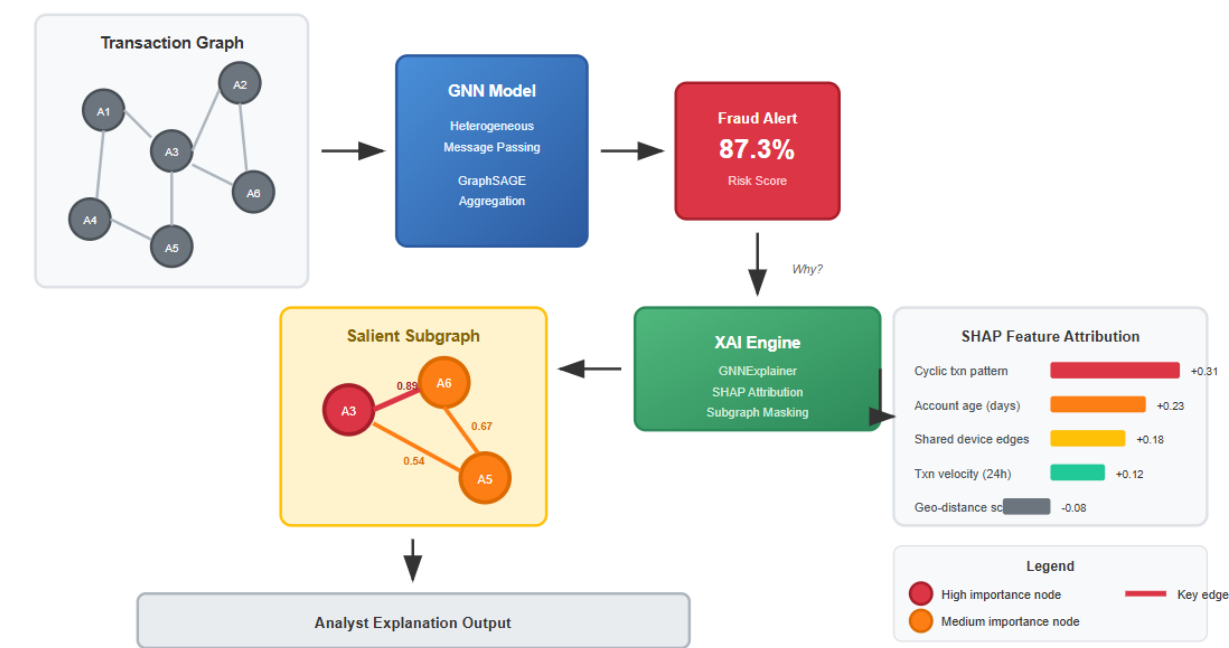 Transaction Graph
A1
A2
A3
A4
A5
A6
GNN Model
Heterogeneous
Message Passing
GraphSAGE
Aggregation
Fraud Alert
87.3%
Risk Score
Why?
Salient Subgraph
A3
A6
A5
0.89
0.67
0.54
XAI Engine
GNNExplainer
SHAP Attribution
Subgraph Masking
SHAP Feature Attribution
Cyclic txn pattern +0.31
Account age (days) +0.23
Shared device edges +0.18
Txn velocity (24h) +0.12
Geo-distance sc -0.08
Legend
High importance node
Key edge
Medium importance node
Analyst Explanation Output